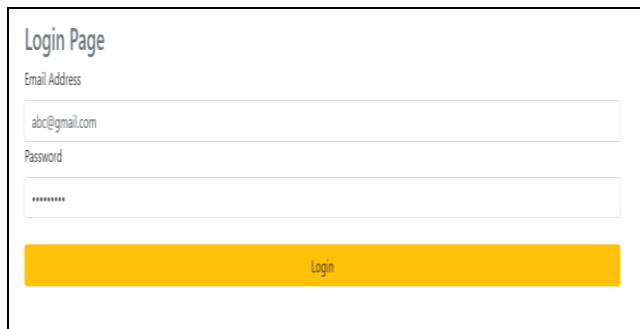 Login Page
Email Address
abc@gmail.com
Password
•••••••••
Login